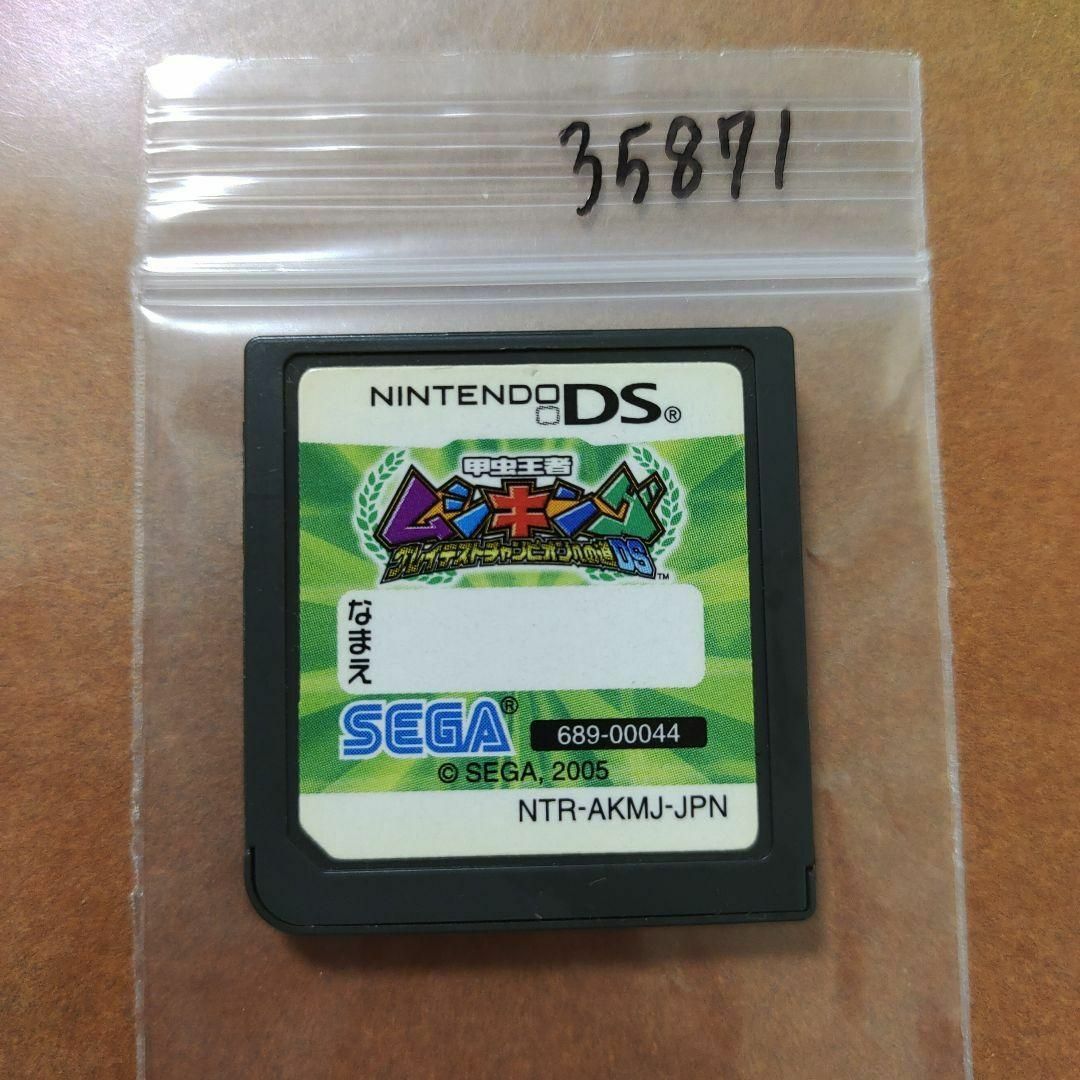 35871
NINTENDO DS®
甲虫王者
ムシキング
グレイテストチャンピオンへの道DS™
なまえ
SEGA®
689-00044
© SEGA, 2005
NTR-AKMJ-JPN